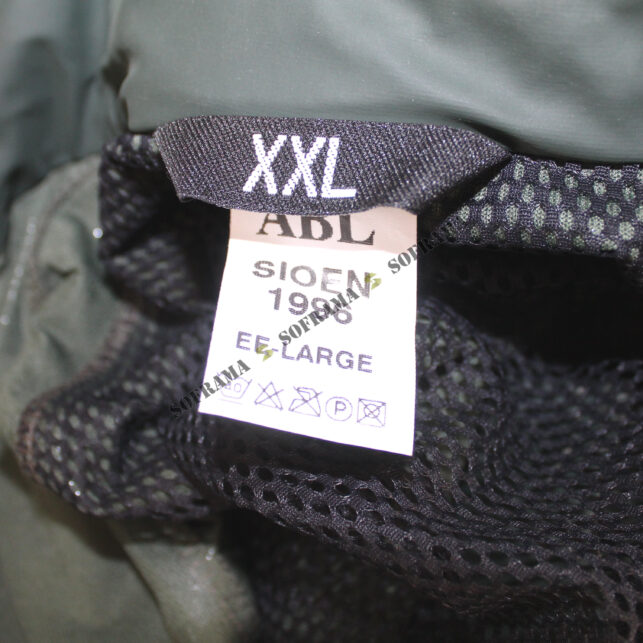 XXL
ABL
SIOEN
1996
EE-LARGE
P
SOFRAMA SOFRAMA SOFRAMA